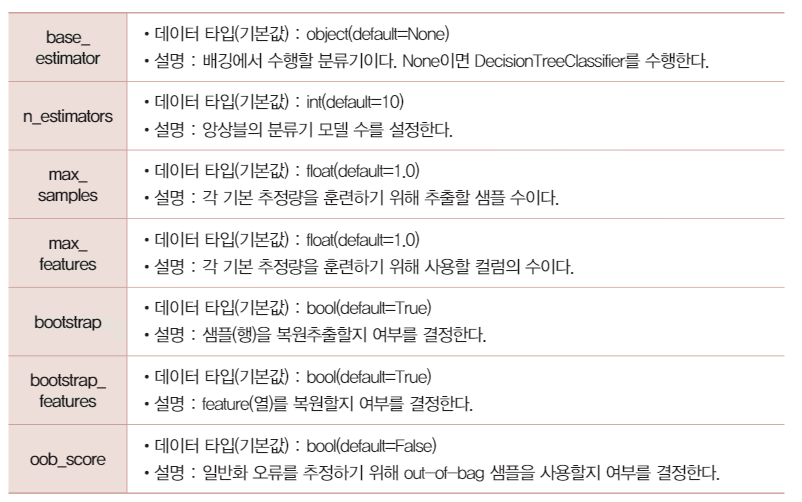 base_
estimator
• 데이터 타입(기본값) : object(default=None)
• 설명 : 배깅에서 수행할 분류기이다. None이면 DecisionTreeClassifier를 수행한다.
n_estimators
• 데이터 타입(기본값) : int(default=10)
• 설명 : 앙상블의 분류기 모델 수를 설정한다.
max_
samples
• 데이터 타입(기본값) : float(default=1.0)
• 설명 : 각 기본 추정량을 훈련하기 위해 추출할 샘플 수이다.
max_
features
• 데이터 타입(기본값) : float(default=1.0)
• 설명 : 각 기본 추정량을 훈련하기 위해 사용할 컬럼의 수이다.
bootstrap
• 데이터 타입(기본값) : bool(default=True)
• 설명 : 샘플(행)을 복원추출할지 여부를 결정한다.
bootstrap_
features
• 데이터 타입(기본값) : bool(default=True)
• 설명 : feature(열)를 복원할지 여부를 결정한다.
oob_score
• 데이터 타입(기본값) : bool(default=False)
• 설명 : 일반화 오류를 추정하기 위해 out-of-bag 샘플을 사용할지 여부를 결정한다.